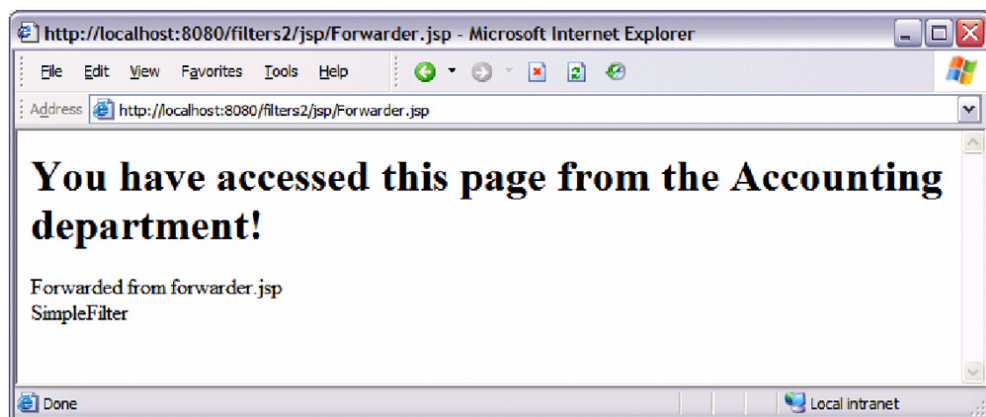 http://localhost:8080/filters2/jsp/Forwarder.jsp - Microsoft Internet Explorer
File Edit View Favorites Tools Help
Address http://localhost:8080/filters2/jsp/Forwarder.jsp
You have accessed this page from the Accounting
department!
Forwarded from forwarder.jsp
SimpleFilter
Done Local intranet